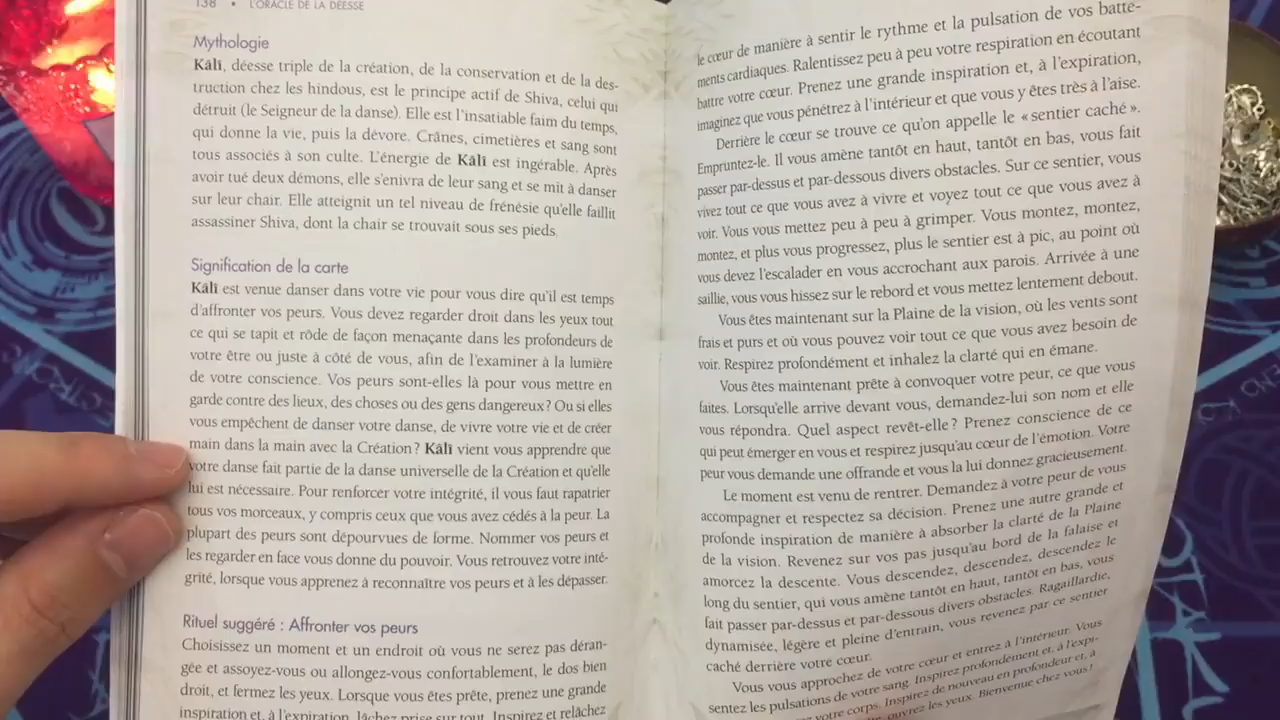 138 • L'ORACLE DE LA DÉESSE
Mythologie
Kâlî, déesse triple de la création, de la conservation et de la des-
truction chez les hindous, est le principe actif de Shiva, celui qui
détruit (le Seigneur de la danse). Elle est l'insatiable faim du temps,
qui donne la vie, puis la dévore. Crânes, cimetières et sang sont
tous associés à son culte. L'énergie de Kâlî est ingérable. Après
avoir tué deux démons, elle s'enivra de leur sang et se mit à danser
sur leur chair. Elle atteignit un tel niveau de frénésie qu'elle faillit
assassiner Shiva, dont la chair se trouvait sous ses pieds.
Signification de la carte
Kâlî est venue danser dans votre vie pour vous dire qu'il est temps
d'affronter vos peurs. Vous devez regarder droit dans les yeux tout
ce qui se tapit et rôde de façon menaçante dans les profondeurs de
votre être ou juste à côté de vous, afin de l'examiner à la lumière
de votre conscience. Vos peurs sont-elles là pour vous mettre en
garde contre des lieux, des choses ou des gens dangereux? Ou si elles
vous empêchent de danser votre danse, de vivre votre vie et de créer
main dans la main avec la Création? Kâlî vient vous apprendre que
votre danse fait partie de la danse universelle de la Création et qu'elle
lui est nécessaire. Pour renforcer votre intégrité, il vous faut rapatrier
tous vos morceaux, y compris ceux que vous avez cédés à la peur. La
plupart des peurs sont dépourvues de forme. Nommer vos peurs et
les regarder en face vous donne du pouvoir. Vous retrouvez votre inté-
grité, lorsque vous apprenez à reconnaître vos peurs et à les dépasser.
Rituel suggéré : Affronter vos peurs
Choisissez un moment et un endroit où vous ne serez pas déran-
gée et assoyez-vous ou allongez-vous confortablement, le dos bien
droit, et fermez les yeux. Lorsque vous êtes prête, prenez une grande
inspiration et, à l'expiration, lâchez prise sur tout. Inspirez et relâchez
le cœur de manière à sentir le rythme et la pulsation de vos batte-
ments cardiaques. Ralentissez peu à peu votre respiration en écoutant
battre votre cœur. Prenez une grande inspiration et, à l'expiration,
imaginez que vous pénétrez à l'intérieur et que vous y êtes très à l'aise.
Derrière le cœur se trouve ce qu'on appelle le «sentier caché».
Empruntez-le. Il vous amène tantôt en haut, tantôt en bas, vous fait
passer par-dessus et par-dessous divers obstacles. Sur ce sentier, vous
vivez tout ce que vous avez à vivre et voyez tout ce que vous avez à
voir. Vous vous mettez peu à peu à grimper. Vous montez, montez,
montez, et plus vous progressez, plus le sentier est à pic, au point où
vous devez l'escalader en vous accrochant aux parois. Arrivée à une
saillie, vous vous hissez sur le rebord et vous mettez lentement debout.
Vous êtes maintenant sur la Plaine de la vision, où les vents sont
frais et purs et où vous pouvez voir tout ce que vous avez besoin de
voir. Respirez profondément et inhalez la clarté qui en émane.
Vous êtes maintenant prête à convoquer votre peur, ce que vous
faites. Lorsqu'elle arrive devant vous, demandez-lui son nom et elle
vous répondra. Quel aspect revêt-elle? Prenez conscience de ce
qui peut émerger en vous et respirez jusqu'au cœur de l'émotion. Votre
peur vous demande une offrande et vous la lui donnez gracieusement.
Le moment est venu de rentrer. Demandez à votre peur de vous
accompagner et respectez sa décision. Prenez une autre grande et
profonde inspiration de manière à absorber la clarté de la Plaine
de la vision. Revenez sur vos pas jusqu'au bord de la falaise et
amorcez la descente. Vous descendez, descendez, descendez le
long du sentier, qui vous amène tantôt en haut, tantôt en bas, vous
fait passer par-dessus et par-dessous divers obstacles. Ragaillardie,
dynamisée, légère et pleine d'entrain, vous revenez par ce sentier
caché derrière votre cœur.
Vous vous approchez de votre cœur et entrez à l'intérieur. Vous
sentez les pulsations de votre sang. Inspirez profondément et, à l'expi-
votre corps. Inspirez de nouveau en profondeur et, à
ouvrez les yeux. Bienvenue chez vous!
OTAKU